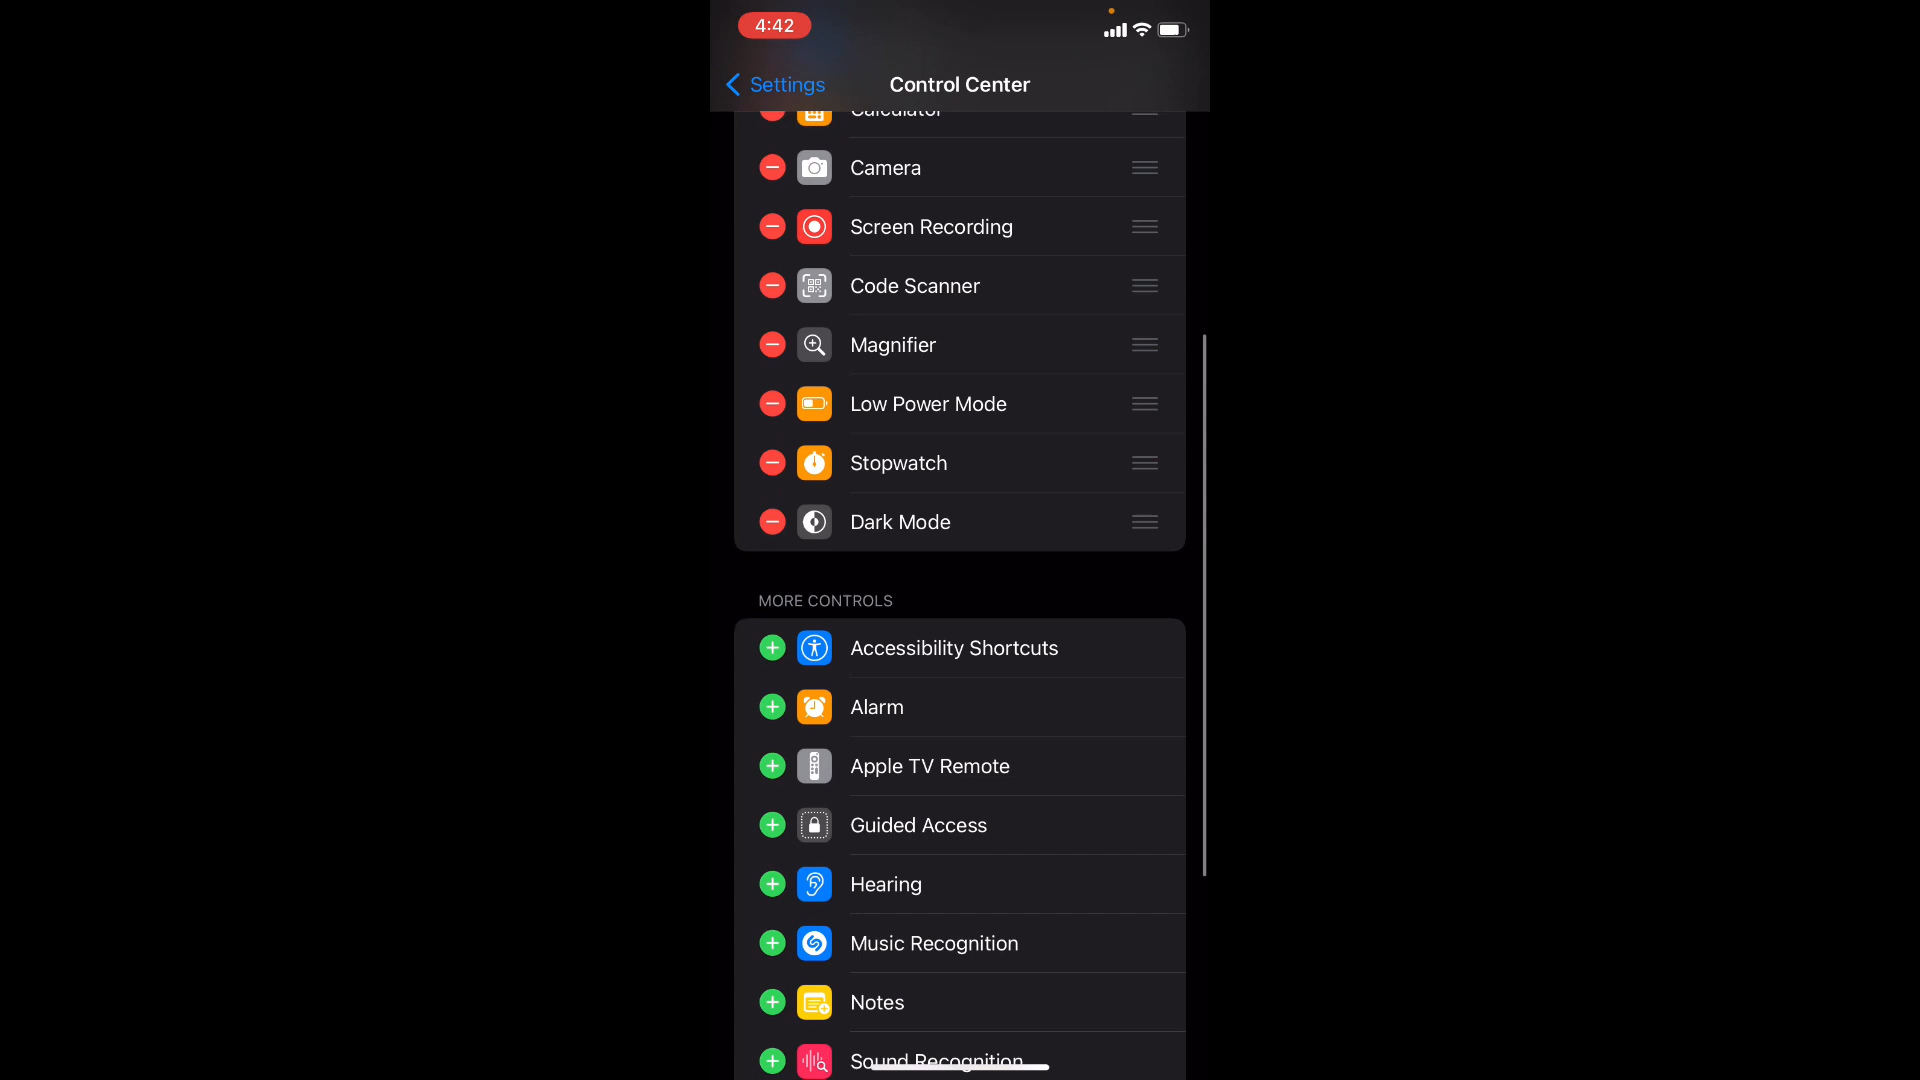 4:42
Settings
Control Center
Calculator
Camera
Screen Recording
Code Scanner
Magnifier
Low Power Mode
Stopwatch
Dark Mode
MORE CONTROLS
Accessibility Shortcuts
Alarm
Apple TV Remote
Guided Access
Hearing
Music Recognition
Notes
Sound Recognition